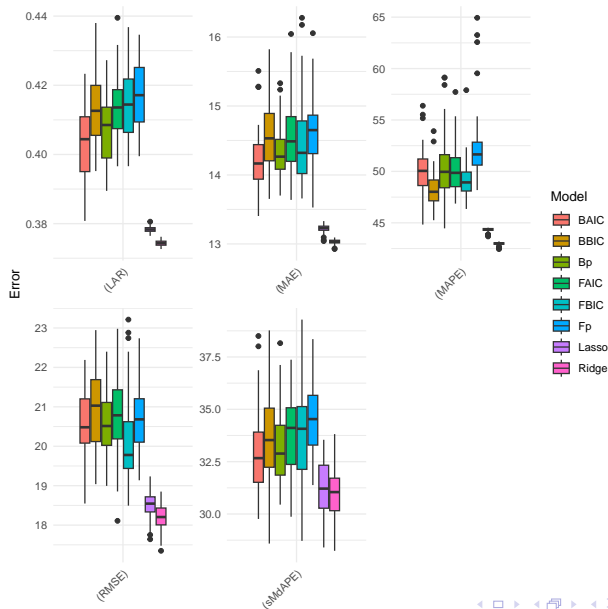 0.44
0.42
0.40
0.38
(LAR)
16
15
14
13
(MAE)
65
60
55
50
45
(MAPE)
Error
23
22
21
20
19
18
(RMSE)
37.5
35.0
32.5
30.0
(sMdAPE)
Model
BAIC
BBIC
Bp
FAIC
FBIC
Fp
Lasso
Ridge